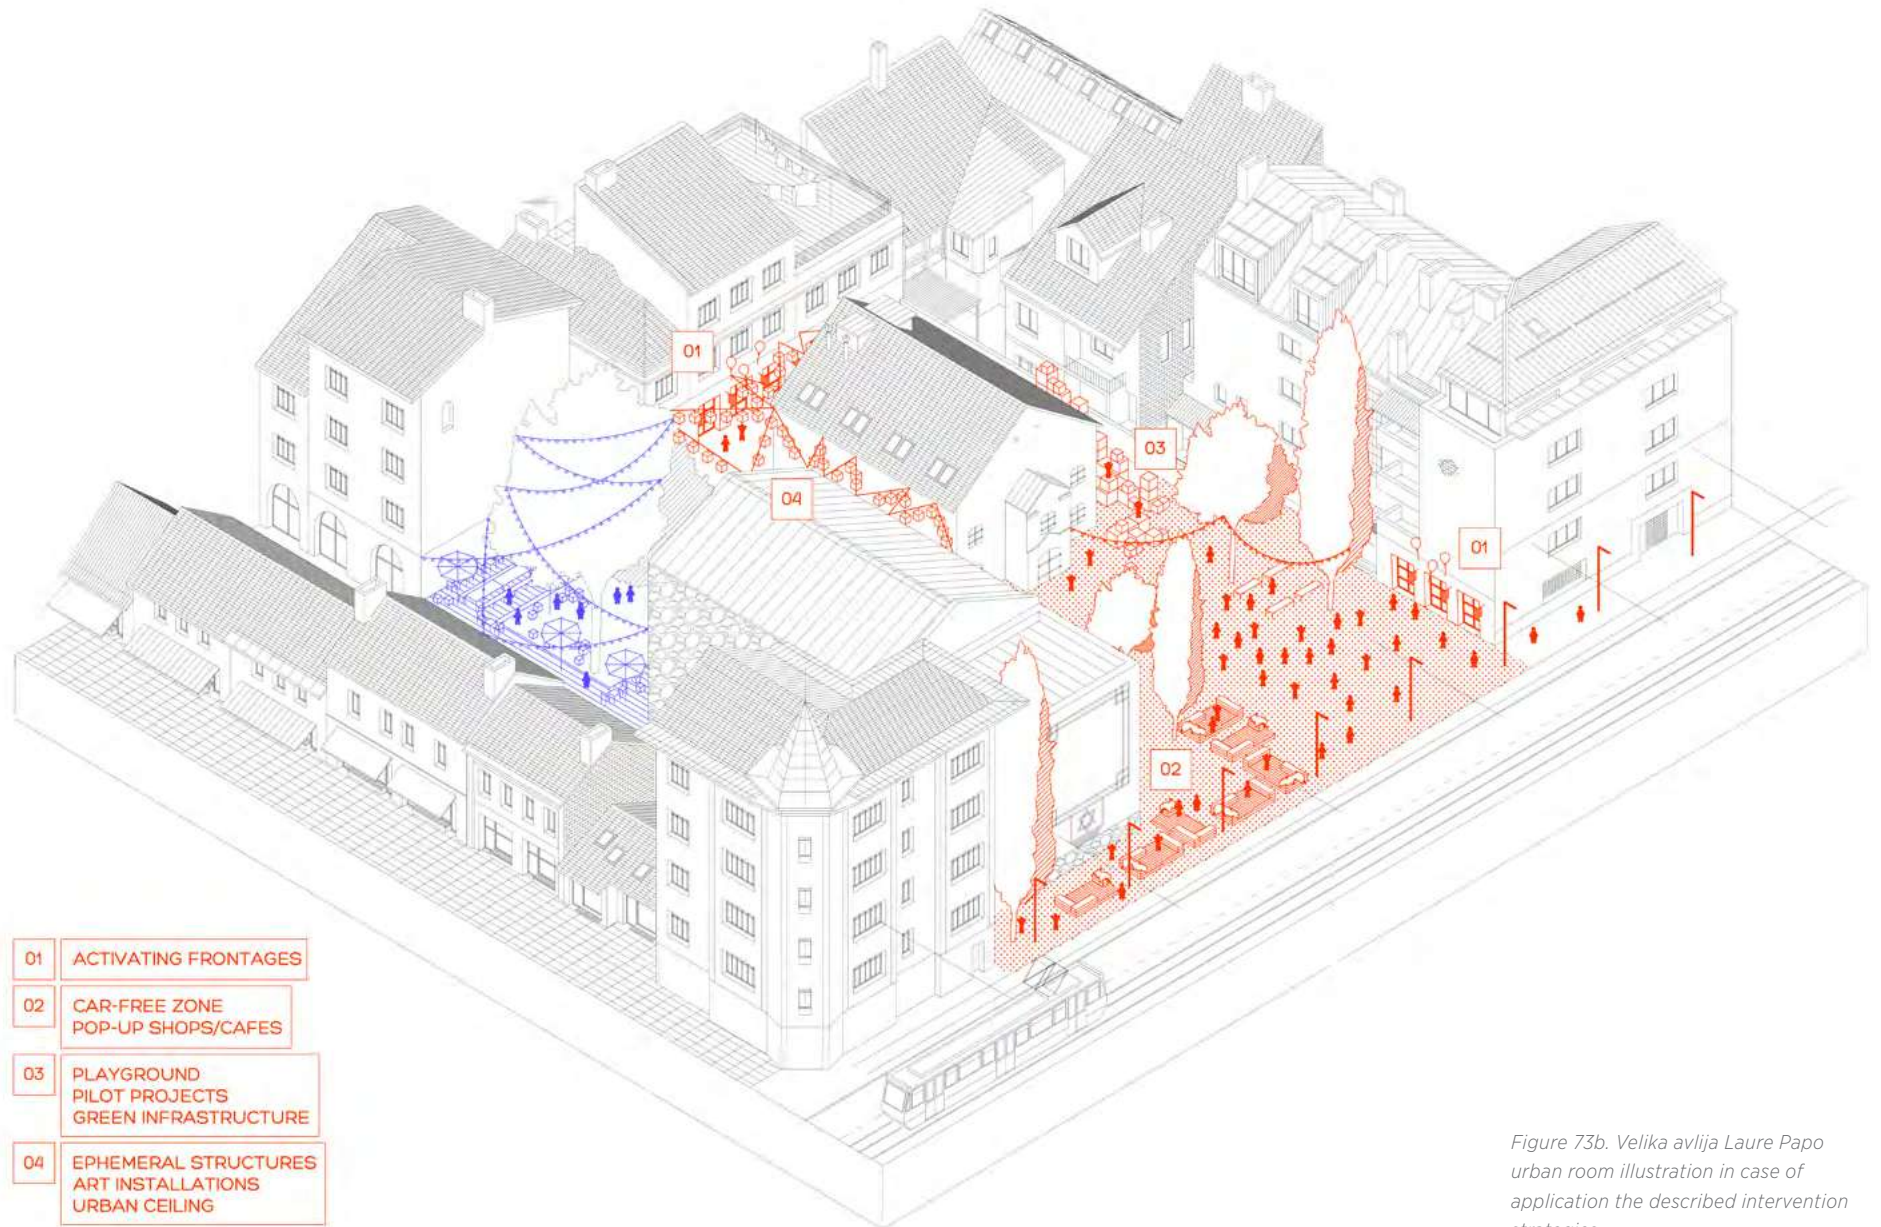 01
03
04
01
02
01 ACTIVATING FRONTAGES
02 CAR-FREE ZONE
POP-UP SHOPS/CAFES
03 PLAYGROUND
PILOT PROJECTS
GREEN INFRASTRUCTURE
04 EPHEMERAL STRUCTURES
ART INSTALLATIONS
URBAN CEILING
Figure 73b. Velika avlija Laure Papo
urban room illustration in case of
application the described intervention